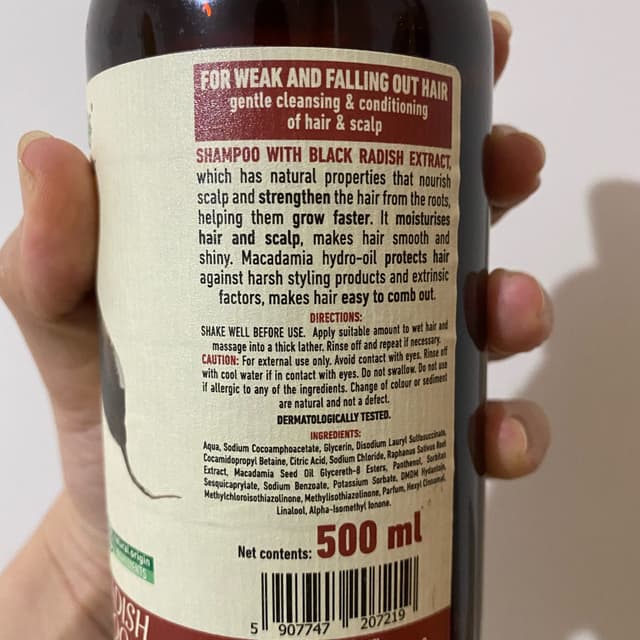 FOR WEAK AND FALLING OUT HAIR
gentle cleansing & conditioning
of hair & scalp
SHAMPOO WITH BLACK RADISH EXTRACT,
which has natural properties that nourish
scalp and strengthen the hair from the roots,
helping them grow faster. It moisturises
hair and scalp, makes hair smooth and
shiny. Macadamia hydro-oil protects hair
against harsh styling products and extrinsic
factors, makes hair easy to comb out.
DIRECTIONS:
SHAKE WELL BEFORE USE. Apply suitable amount to wet hair and
massage into a thick lather. Rinse off and repeat if necessary.
CAUTION: For external use only. Avoid contact with eyes. Rinse off
with cool water if in contact with eyes. Do not swallow. Do not use
if allergic to any of the ingredients. Change of colour or sediment
are natural and not a defect.
DERMATOLOGICALLY TESTED.
INGREDIENTS:
Aqua, Sodium Cocoamphoacetate, Glycerin, Disodium Lauryl Sulfosuccinate,
Cocamidopropyl Betaine, Citric Acid, Sodium Chloride, Raphanus Sativus Root
Extract, Macadamia Seed Oil Glycereth-8 Esters, Panthenol, Sorbitan
Sesquicaprylate, Sodium Benzoate, Potassium Sorbate, DMDM Hydantoin,
Methylchloroisothiazolinone, Methylisothiazolinone, Parfum, Hexyl Cinnamal,
Linalool, Alpha-Isomethyl Ionone.
Net contents: 500 ml
natural origin
5 907747 207219